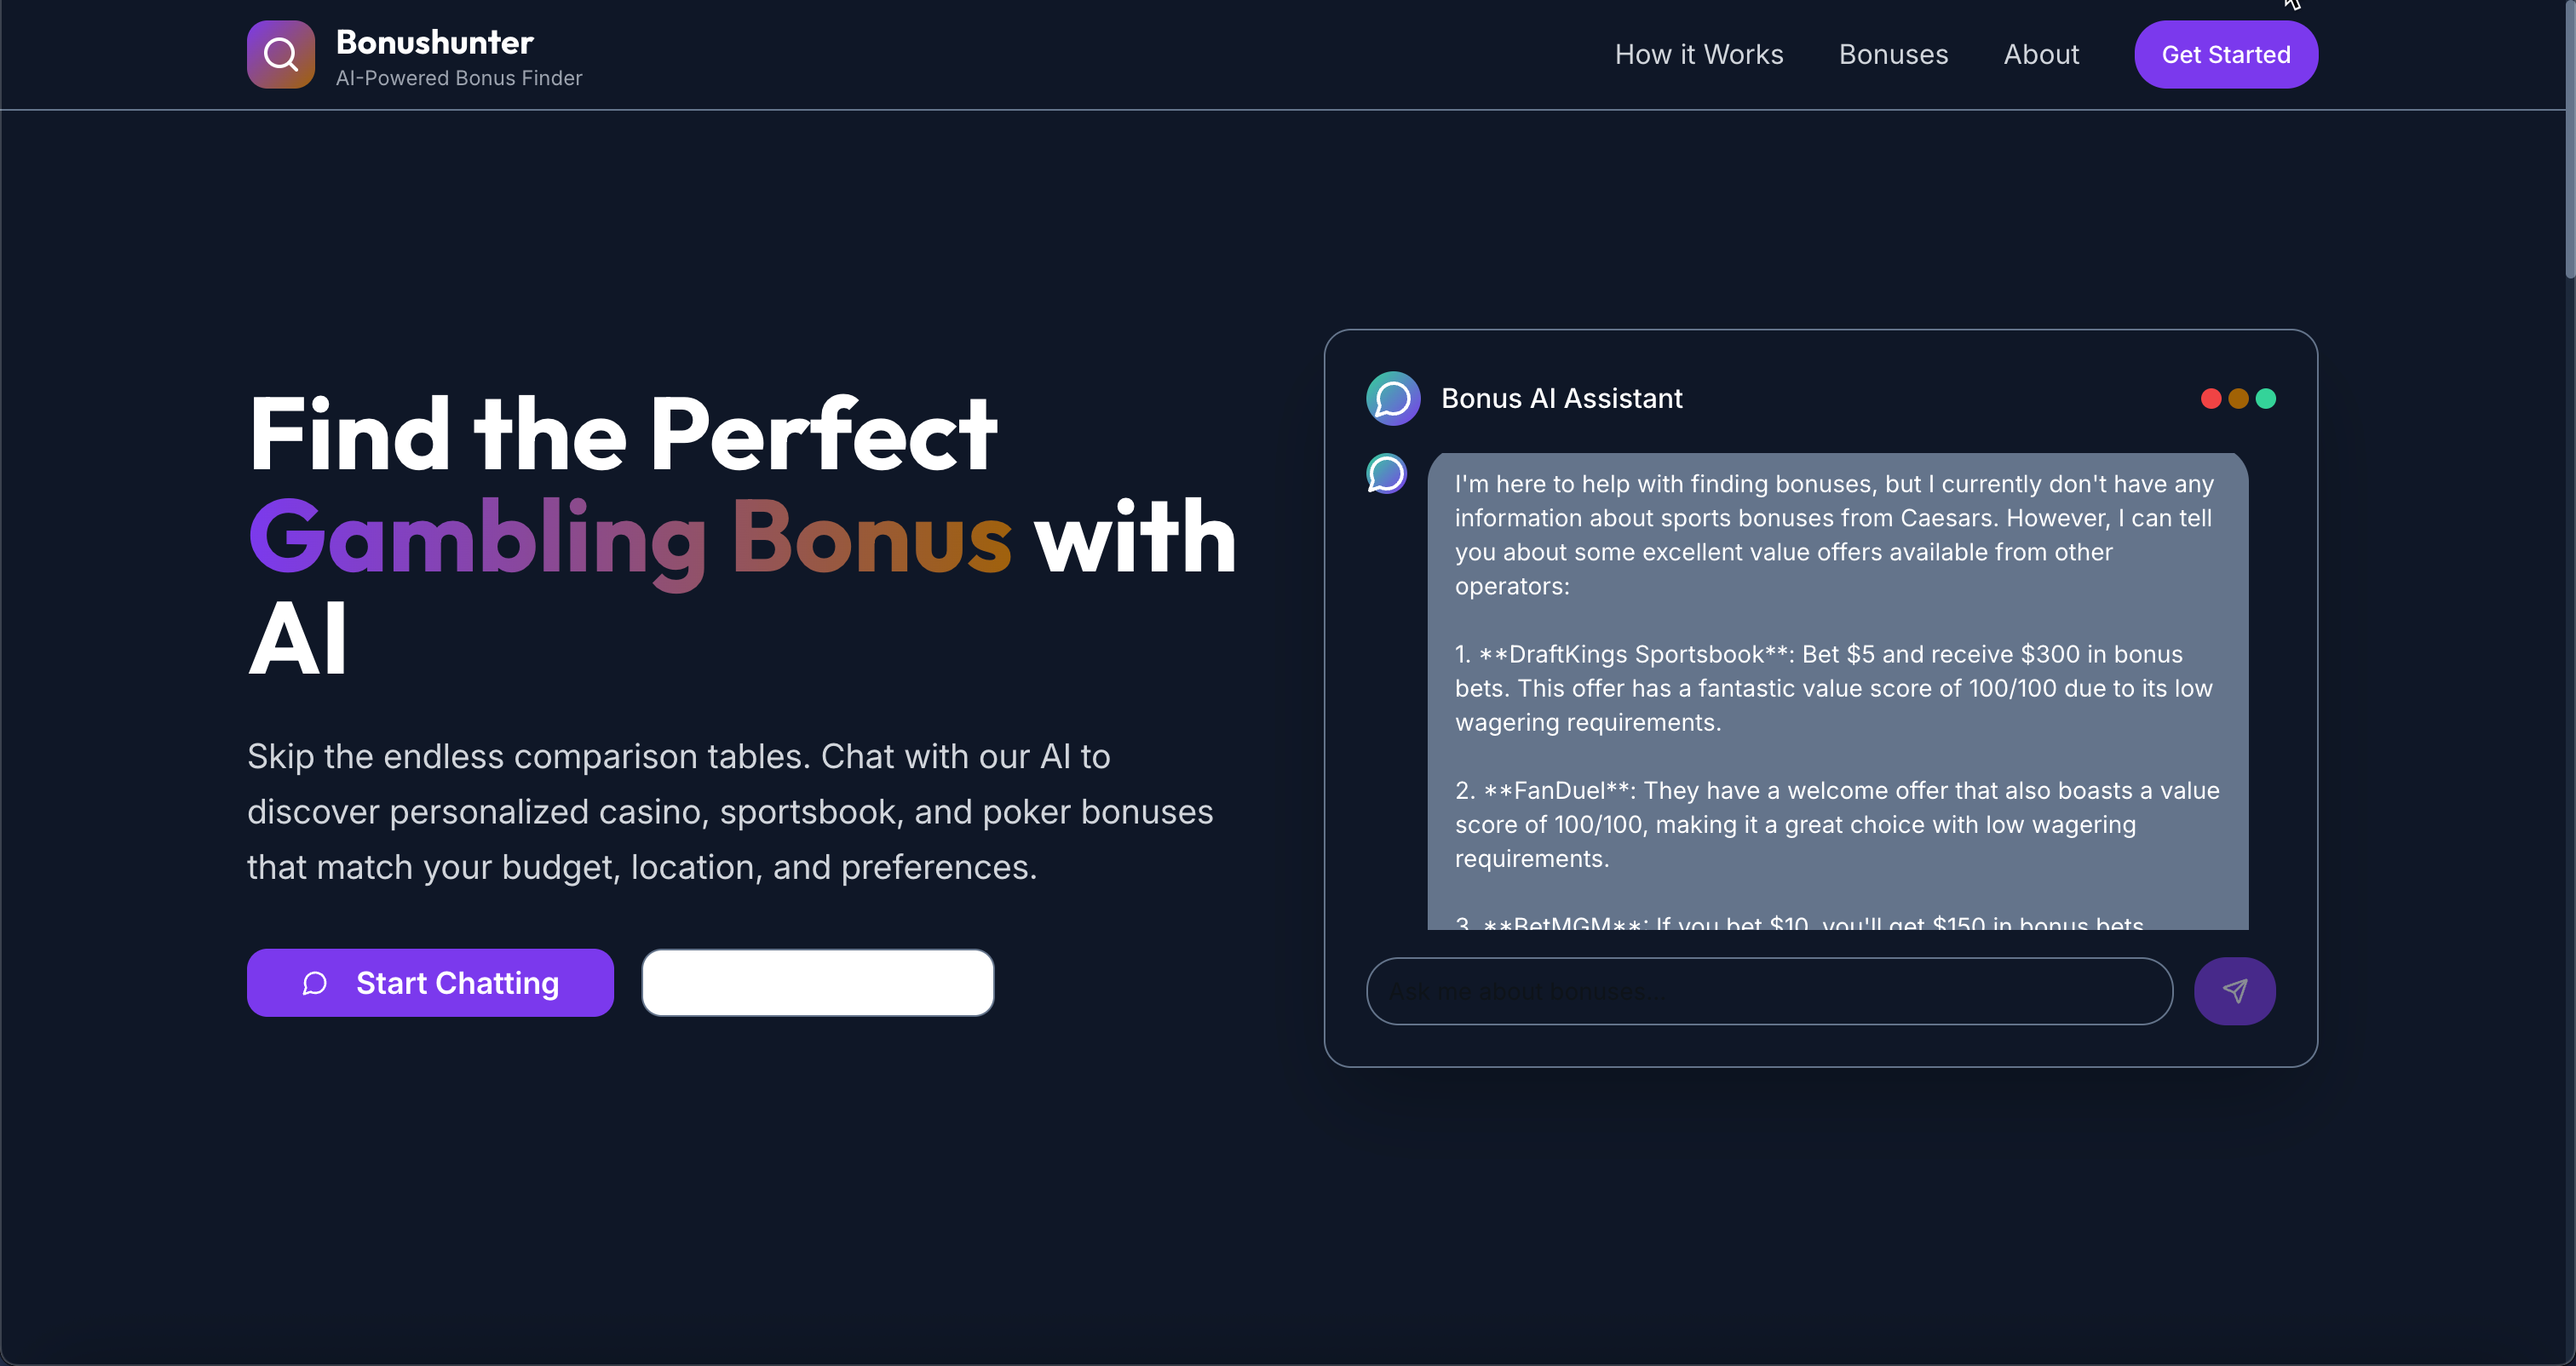 Bonushunter
AI-Powered Bonus Finder
How it Works
Bonuses
About
Get Started
Find the Perfect
Gambling Bonus with
AI
Skip the endless comparison tables. Chat with our AI to
discover personalized casino, sportsbook, and poker bonuses
that match your budget, location, and preferences.
Start Chatting
Bonus AI Assistant
I'm here to help with finding bonuses, but I currently don't have any
information about sports bonuses from Caesars. However, I can tell
you about some excellent value offers available from other
operators:
1. **DraftKings Sportsbook**: Bet $5 and receive $300 in bonus
bets. This offer has a fantastic value score of 100/100 due to its low
wagering requirements.
2. **FanDuel**: They have a welcome offer that also boasts a value
score of 100/100, making it a great choice with low wagering
requirements.
3. **BetMGM**: If you bet $10, you'll get $150 in bonus bets
Ask me about bonuses...